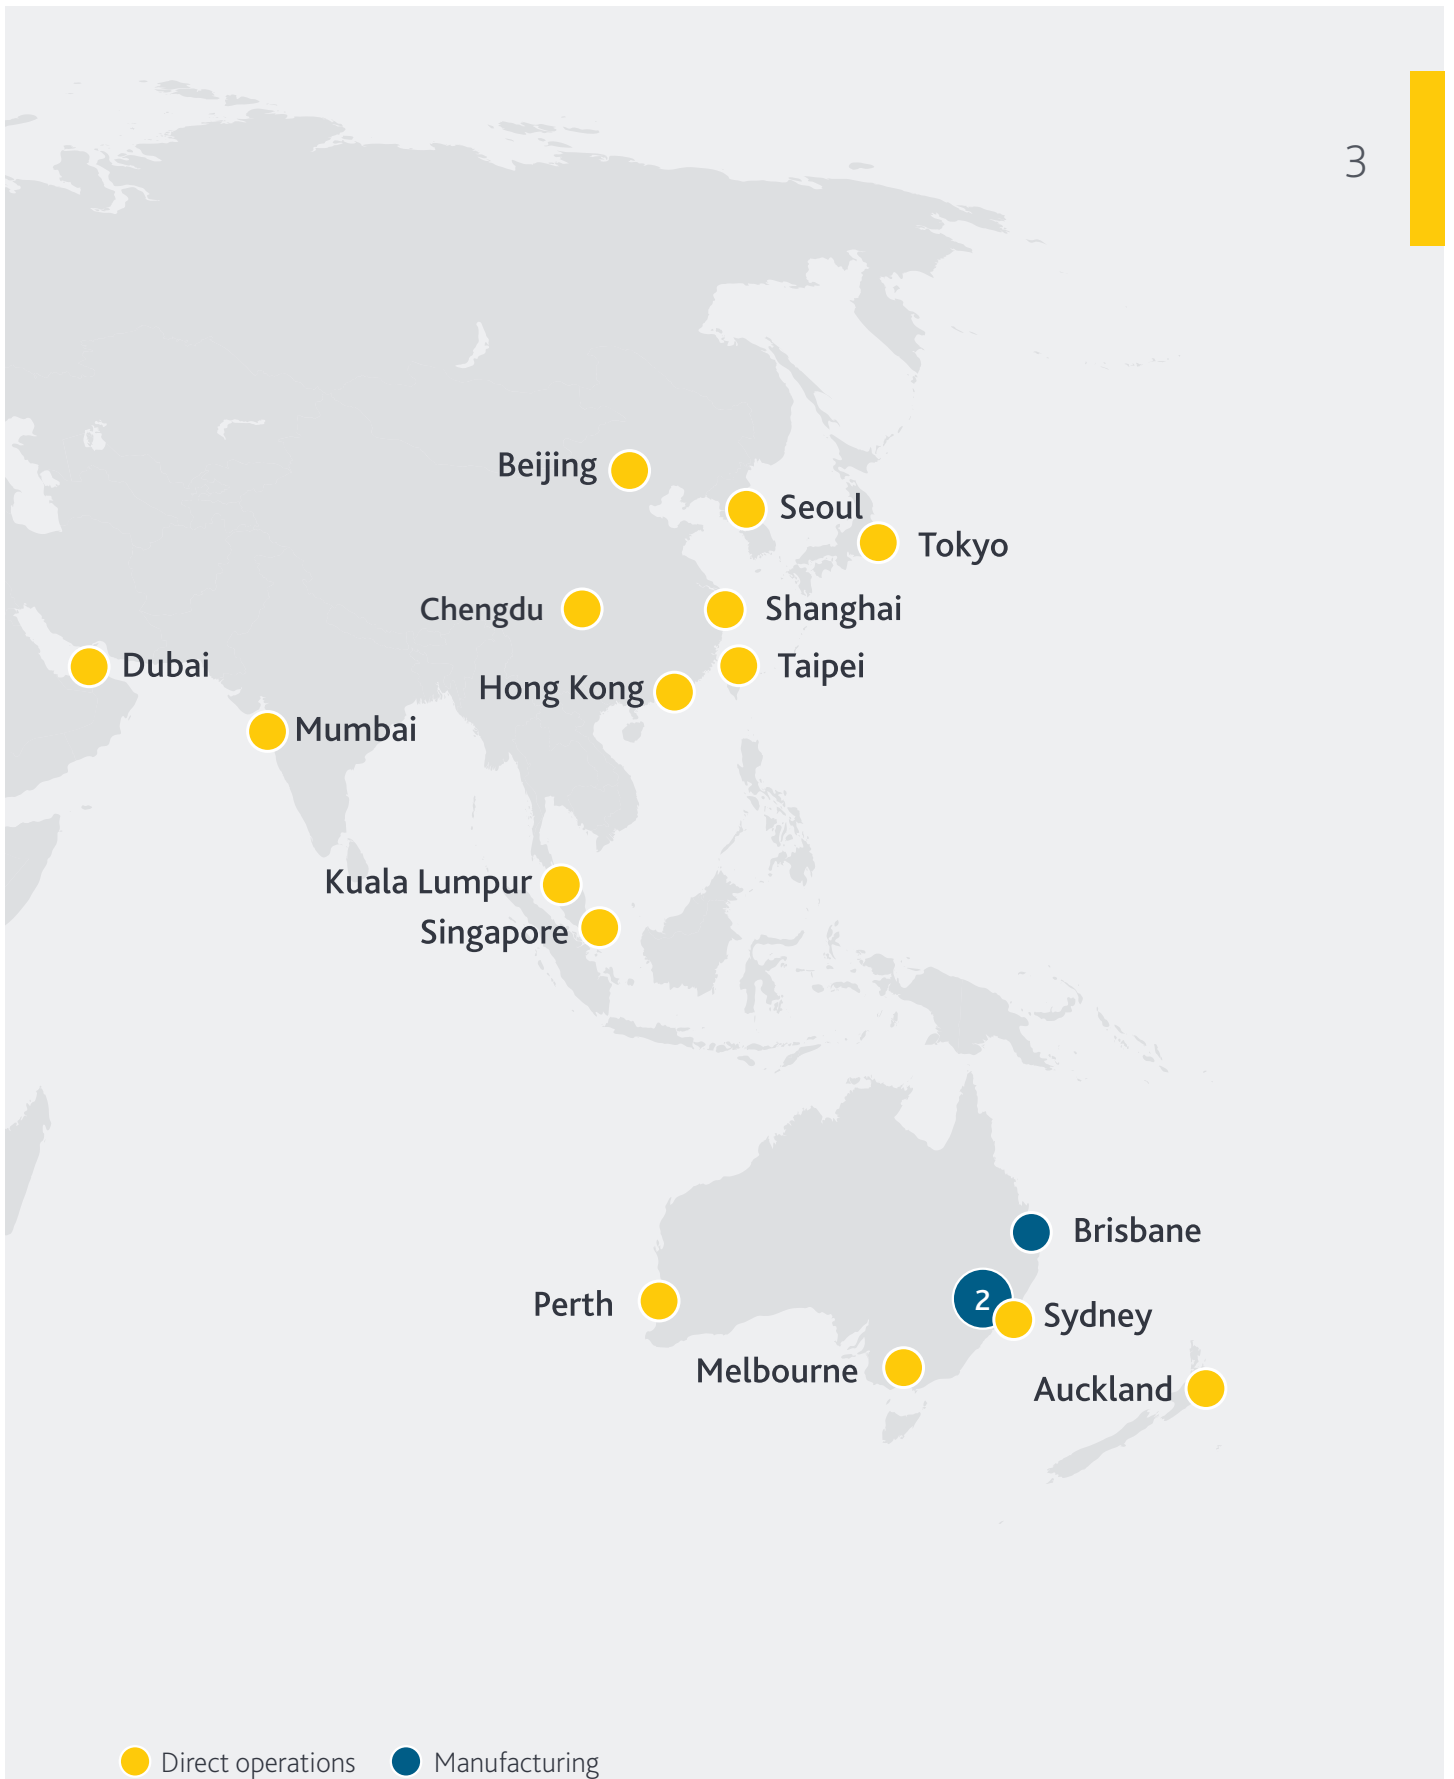 3
Beijing
Seoul
Tokyo
Chengdu
Shanghai
Dubai
Taipei
Hong Kong
Mumbai
Kuala Lumpur
Singapore
Brisbane
2
Perth
Sydney
Melbourne
Auckland
Direct operations
Manufacturing